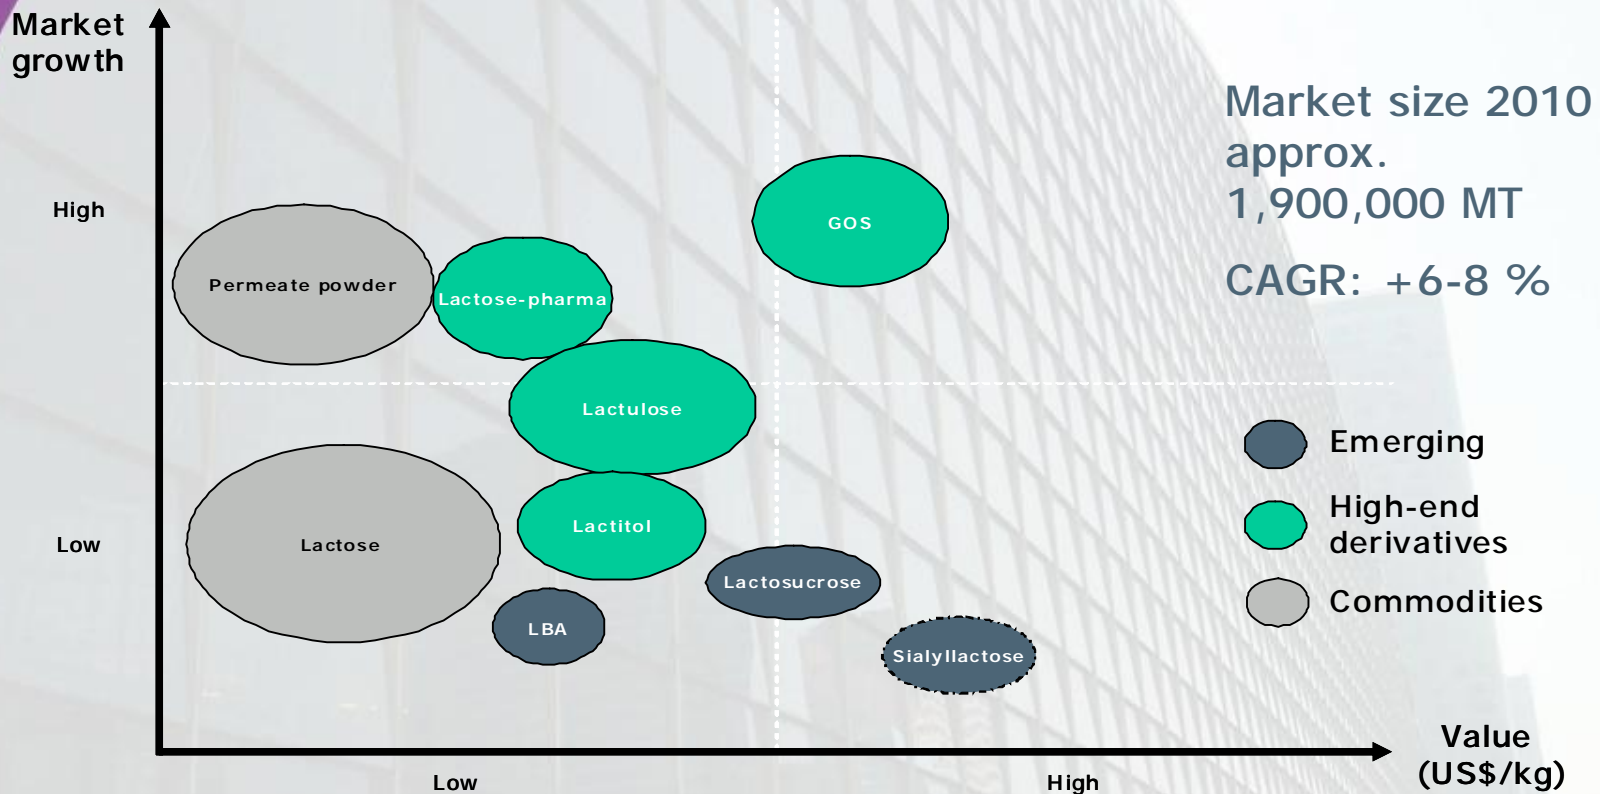 Market
growth
Market size 2010
approx.
1,900,000 MT
CAGR: +6-8 %
High
GOS
Permeate powder
Lactose-pharma
Lactulose
Emerging
High-end
derivatives
Lactitol
Low
Lactose
Lactosucrose
Commodities
LBA
Sialyllactose
Value
(US$/kg)
Low
High